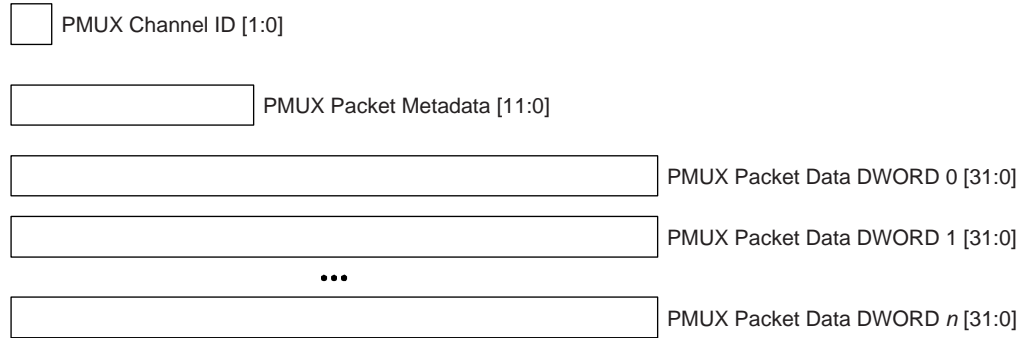 PMUX Channel ID [1:0]
PMUX Packet Metadata [11:0]
PMUX Packet Data DWORD 0 [31:0]
PMUX Packet Data DWORD 1 [31:0]
•••
PMUX Packet Data DWORD n [31:0]